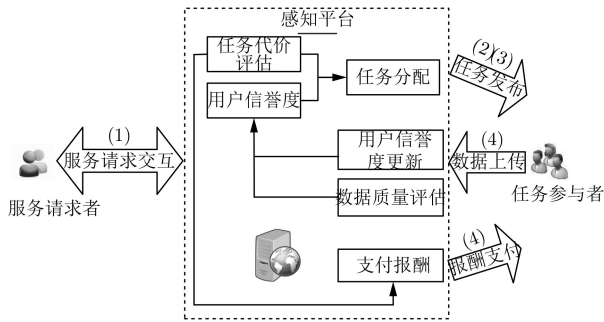 感知平台
任务代价
评估
用户信誉度
任务分配
(2)(3)
任务发布
(1)
服务请求交互
服务请求者
用户信誉
度更新
数据质量评估
(4)
数据上传
任务参与者
支付报酬
(4)
报酬支付